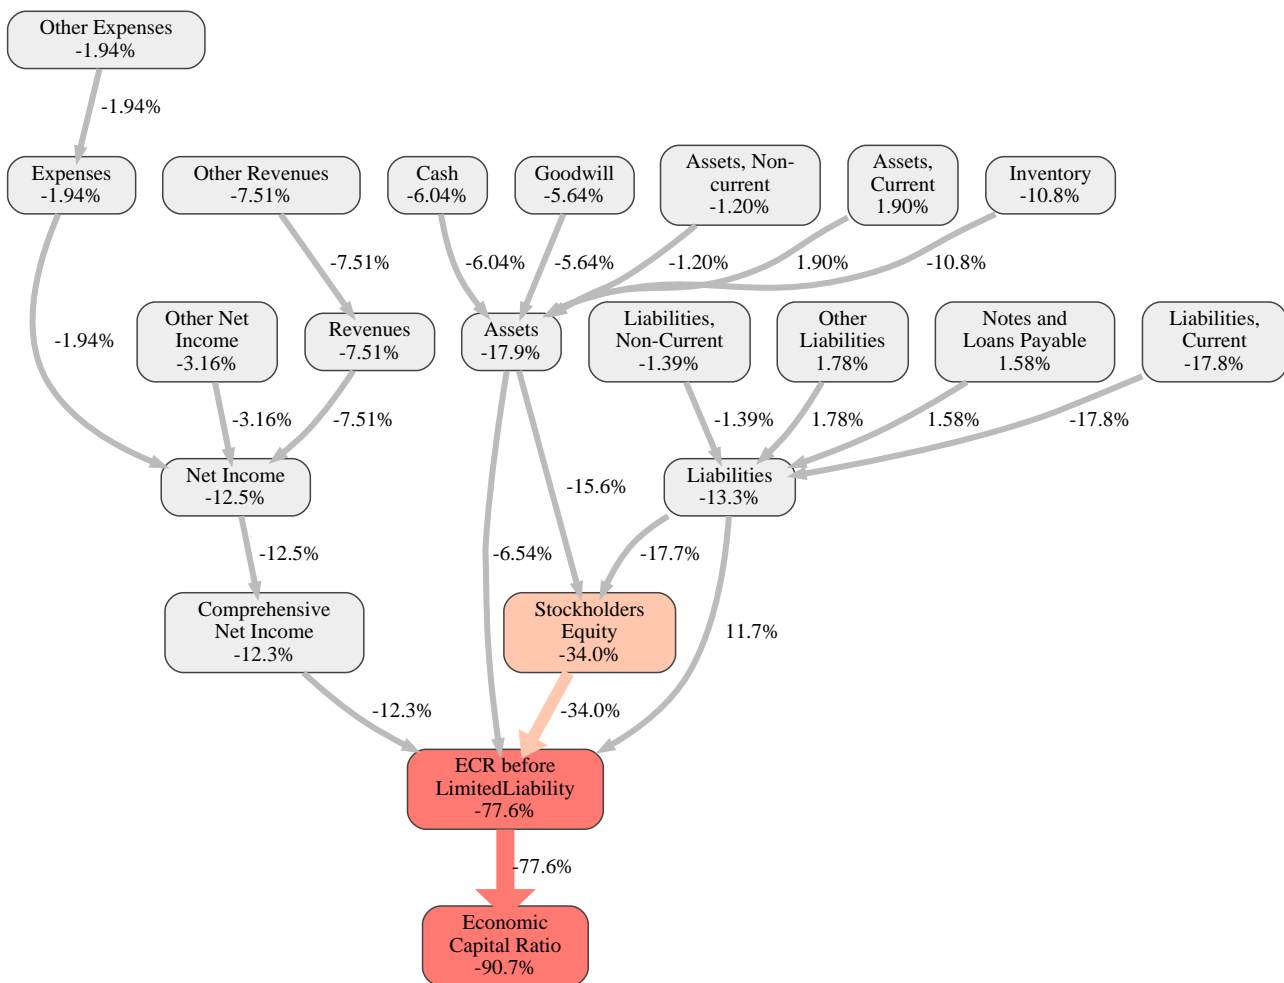 Other Expenses
-1.94%
-1.94%
Expenses
-1.94%
Other Revenues
-7.51%
Cash
-6.04%
Goodwill
-5.64%
Assets, Non-
current
-1.20%
Assets,
Current
1.90%
Inventory
-10.8%
-7.51%
-6.04%
-5.64%
-1.20%
1.90%
-10.8%
-1.94%
Other Net
Income
-3.16%
Revenues
-7.51%
Assets
-17.9%
Liabilities,
Non-Current
-1.39%
Other
Liabilities
1.78%
Notes and
Loans Payable
1.58%
Liabilities,
Current
-17.8%
-3.16%
-7.51%
-1.39%
1.78%
1.58%
-17.8%
Net Income
-12.5%
-15.6%
Liabilities
-13.3%
-12.5%
-6.54%
-17.7%
Comprehensive
Net Income
-12.3%
Stockholders
Equity
-34.0%
11.7%
-12.3%
-34.0%
ECR before
LimitedLiability
-77.6%
-77.6%
Economic
Capital Ratio
-90.7%